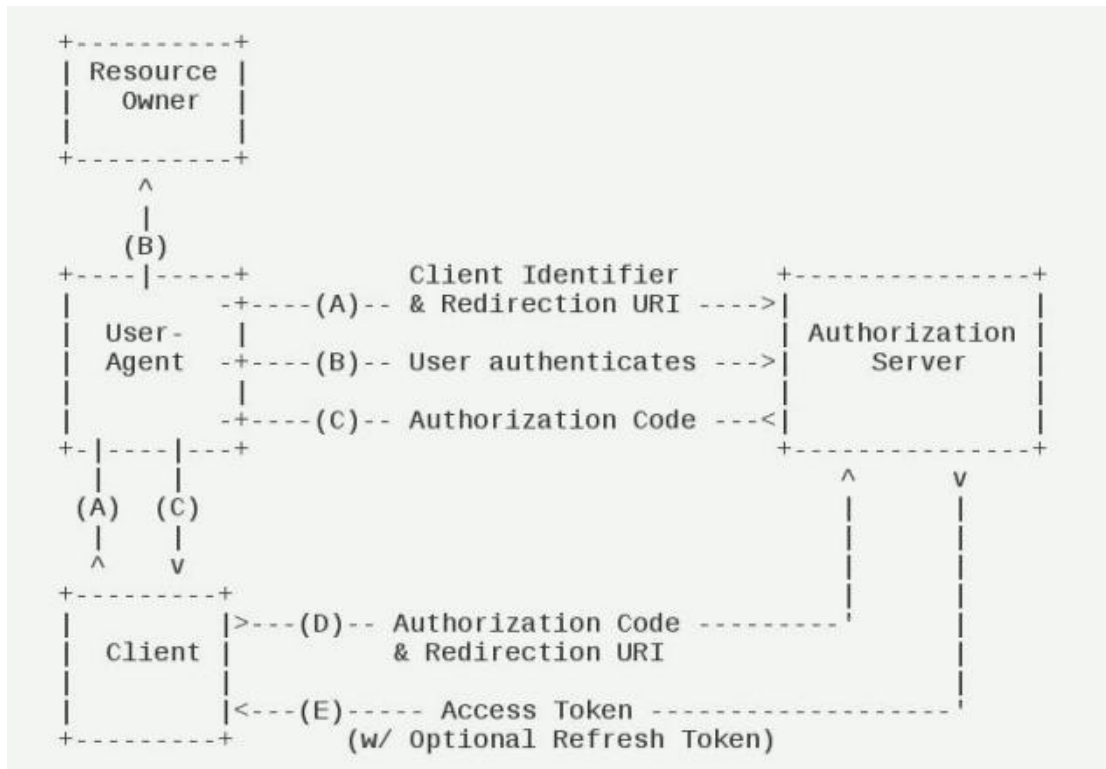 +----------+
| Resource |
|   Owner  |
|          |
+----------+
     ^
     |
    (B)
+----|-----+          Client Identifier      +---------------+
|         -+----(A)-- & Redirection URI ---->|               |
|  User-   |                                 | Authorization |
|  Agent  -+----(B)-- User authenticates --->|     Server    |
|          |                                 |               |
|         -+----(C)-- Authorization Code ---<|               |
+-|----|---+                                 +---------------+
  |    |                                         ^      v
 (A)  (C)                                        |      |
  |    |                                         |      |
  ^    v                                         |      |
+---------+                                      |      |
|         |>---(D)-- Authorization Code ---------'      |
|  Client |          & Redirection URI                  |
|         |                                             |
|         |<---(E)----- Access Token -------------------'
+---------+       (w/ Optional Refresh Token)